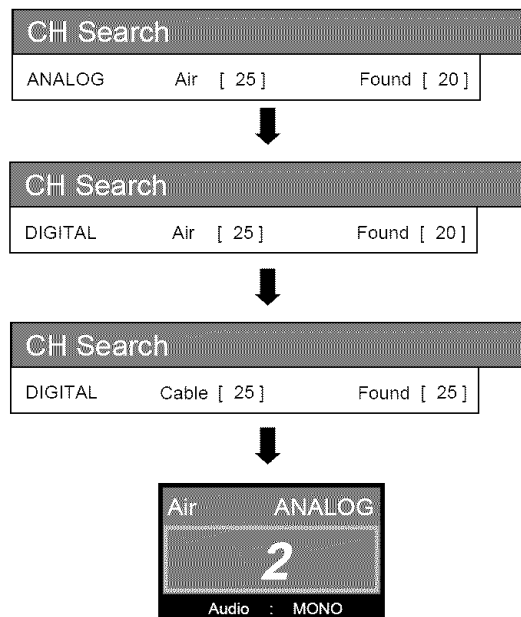 CH Search
ANALOG Air [ 25 ] Found [ 20 ]
CH Search
DIGITAL Air [ 25 ] Found [ 20 ]
CH Search
DIGITAL Cable [ 25 ] Found [ 25 ]
Air ANALOG
2
Audio : MONO